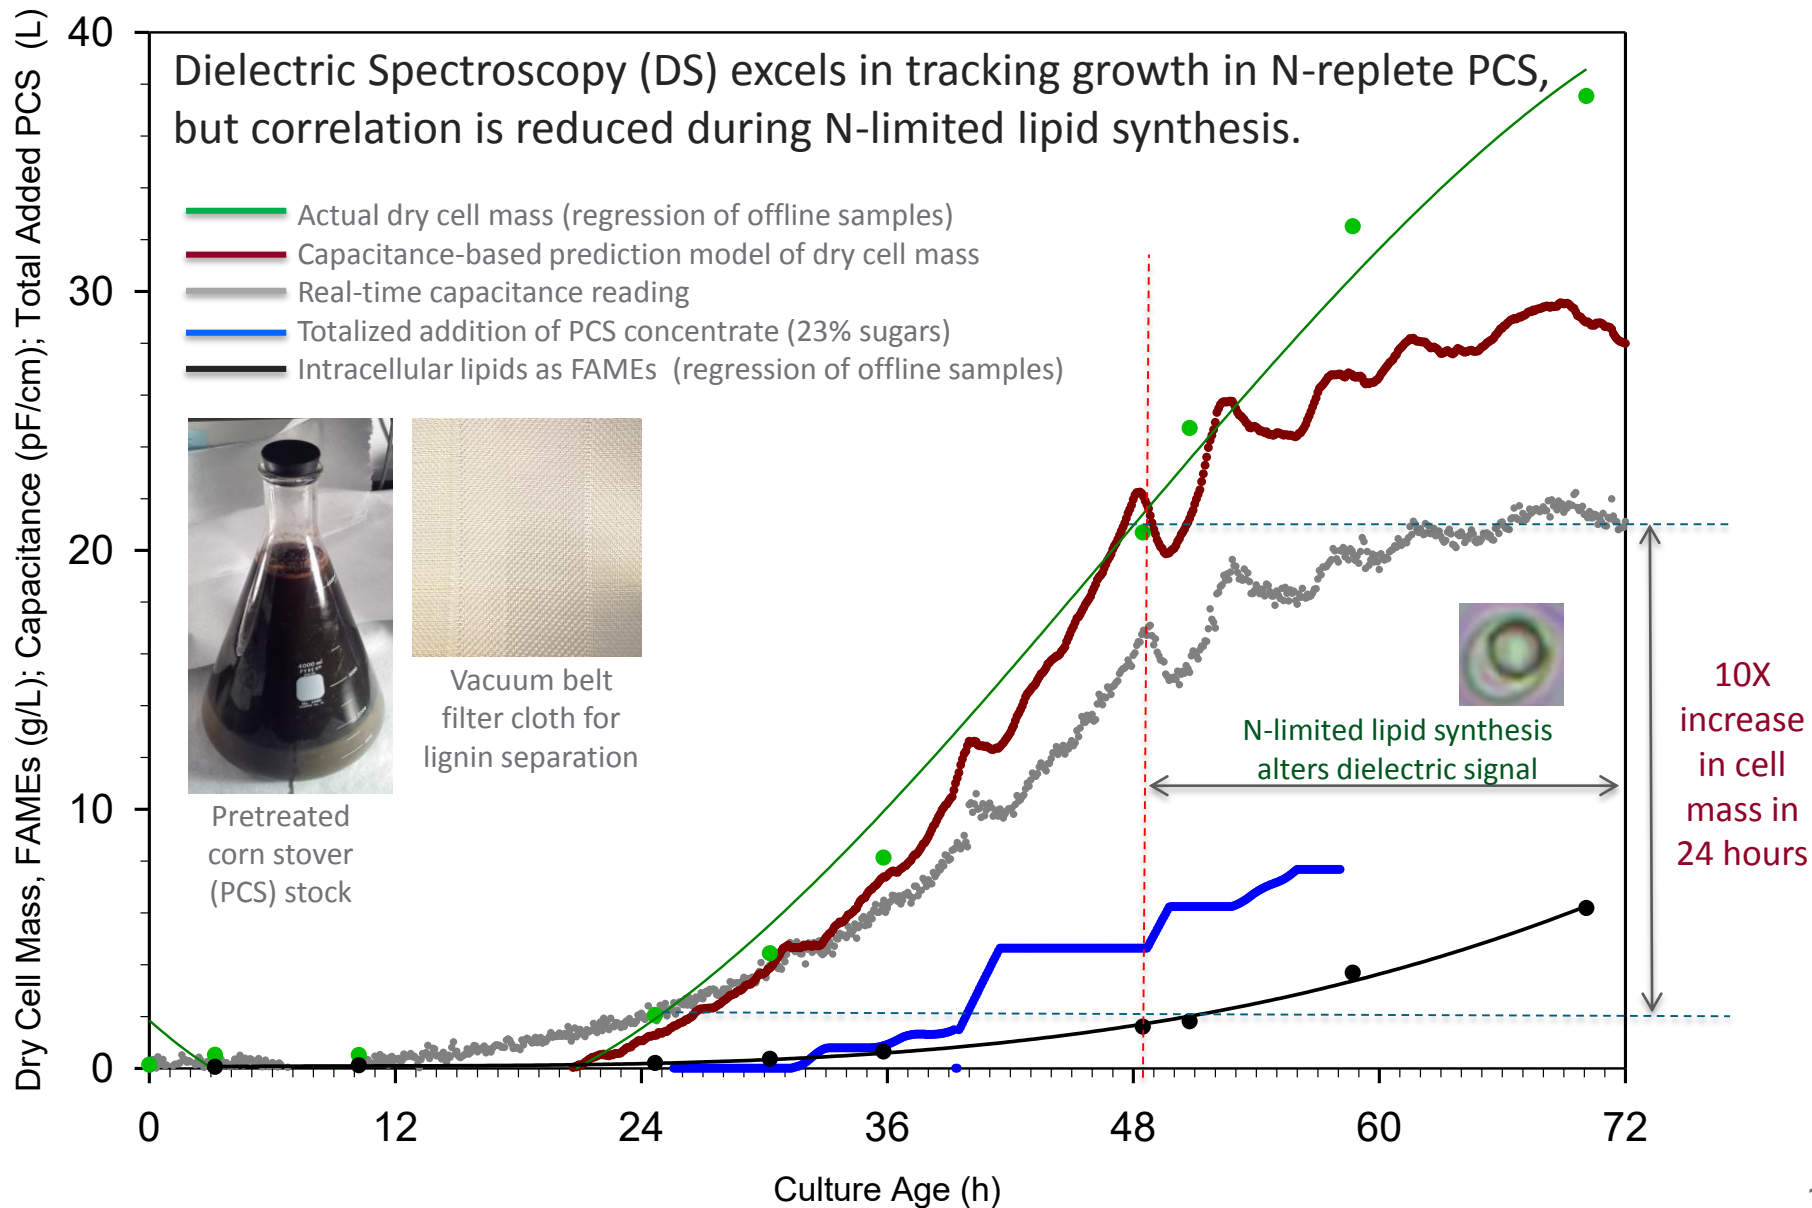 Dielectric Spectroscopy (DS) excels in tracking growth in N-replete PCS,
but correlation is reduced during N-limited lipid synthesis.
Actual dry cell mass (regression of offline samples)
Capacitance-based prediction model of dry cell mass
Real-time capacitance reading
Totalized addition of PCS concentrate (23% sugars)
Intracellular lipids as FAMEs (regression of offline samples)
Dry Cell Mass, FAMEs (g/L); Capacitance (pF/cm); Total Added PCS (L)
40
30
20
10
0
Pretreated
corn stover
(PCS) stock
Vacuum belt
filter cloth for
lignin separation
N-limited lipid synthesis
alters dielectric signal
10X
increase
in cell
mass in
24 hours
0
12
24
36
48
60
72
Culture Age (h)